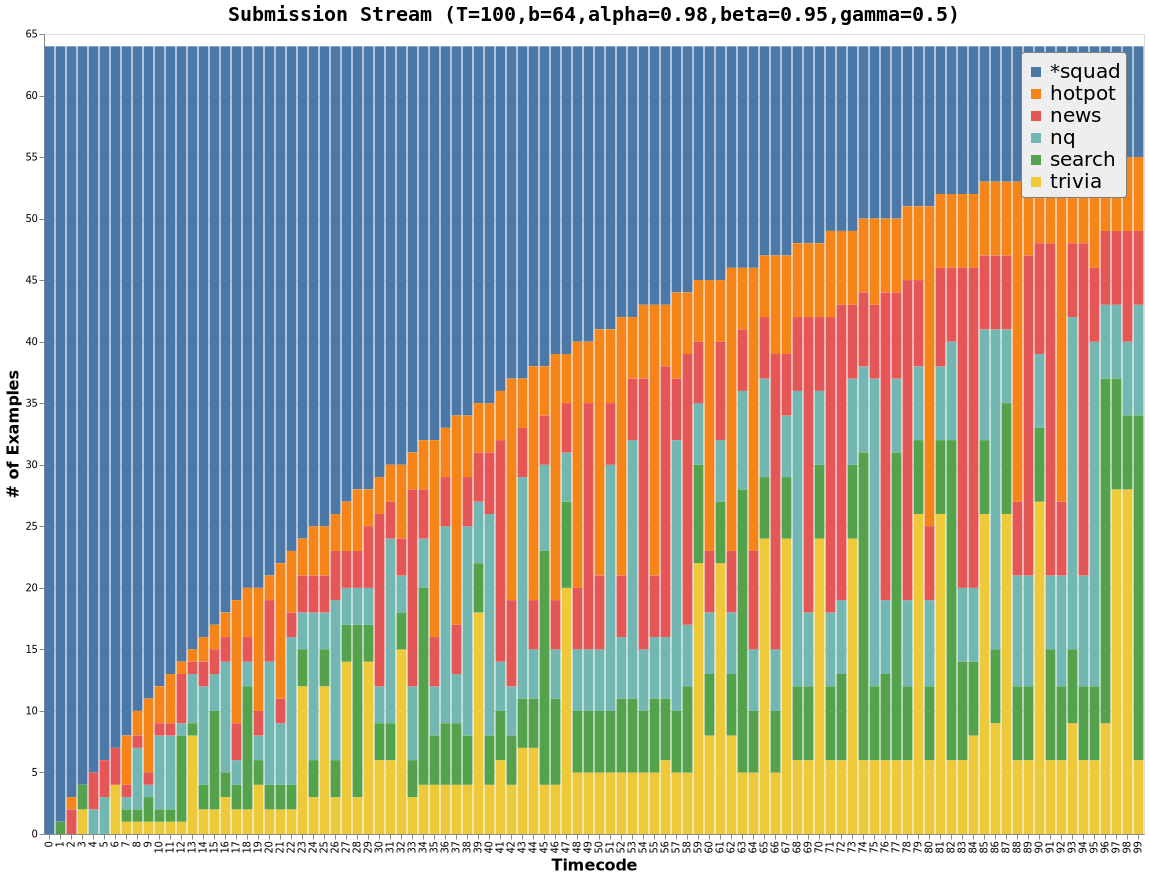 Submission Stream (T=100,b=64,alpha=0.98,beta=0.95,gamma=0.5)
65
60
55
50
45
40
35
30
25
20
15
10
5
0
# of Examples
*squad
hotpot
news
nq
search
trivia
0 1 2 3 4 5 6 7 8 9 10 11 12 13 14 15 16 17 18 19 20 21 22 23 24 25 26 27 28 29 30 31 32 33 34 35 36 37 38 39 40 41 42 43 44 45 46 47 48 49 50 51 52 53 54 55 56 57 58 59 60 61 62 63 64 65 66 67 68 69 70 71 72 73 74 75 76 77 78 79 80 81 82 83 84 85 86 87 88 89 90 91 92 93 94 95 96 97 98 99
Timecode